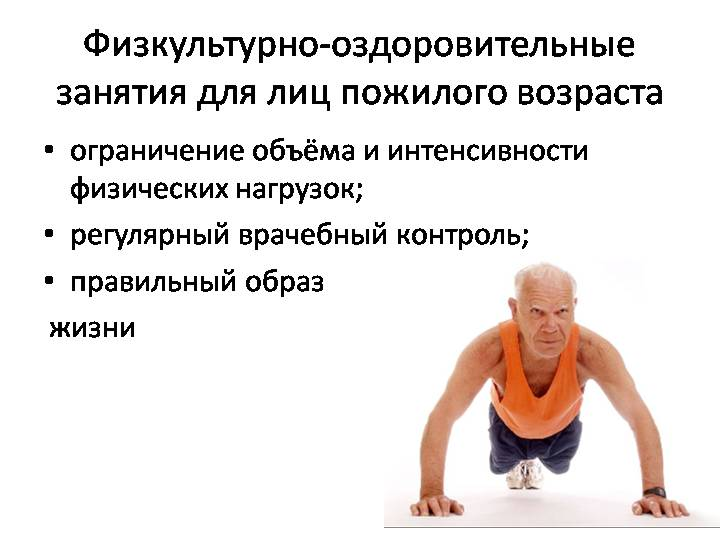 Физкультурно-оздоровительные
занятия для лиц пожилого возраста
• ограничение объёма и интенсивности
физических нагрузок;
• регулярный врачебный контроль;
• правильный образ
жизни